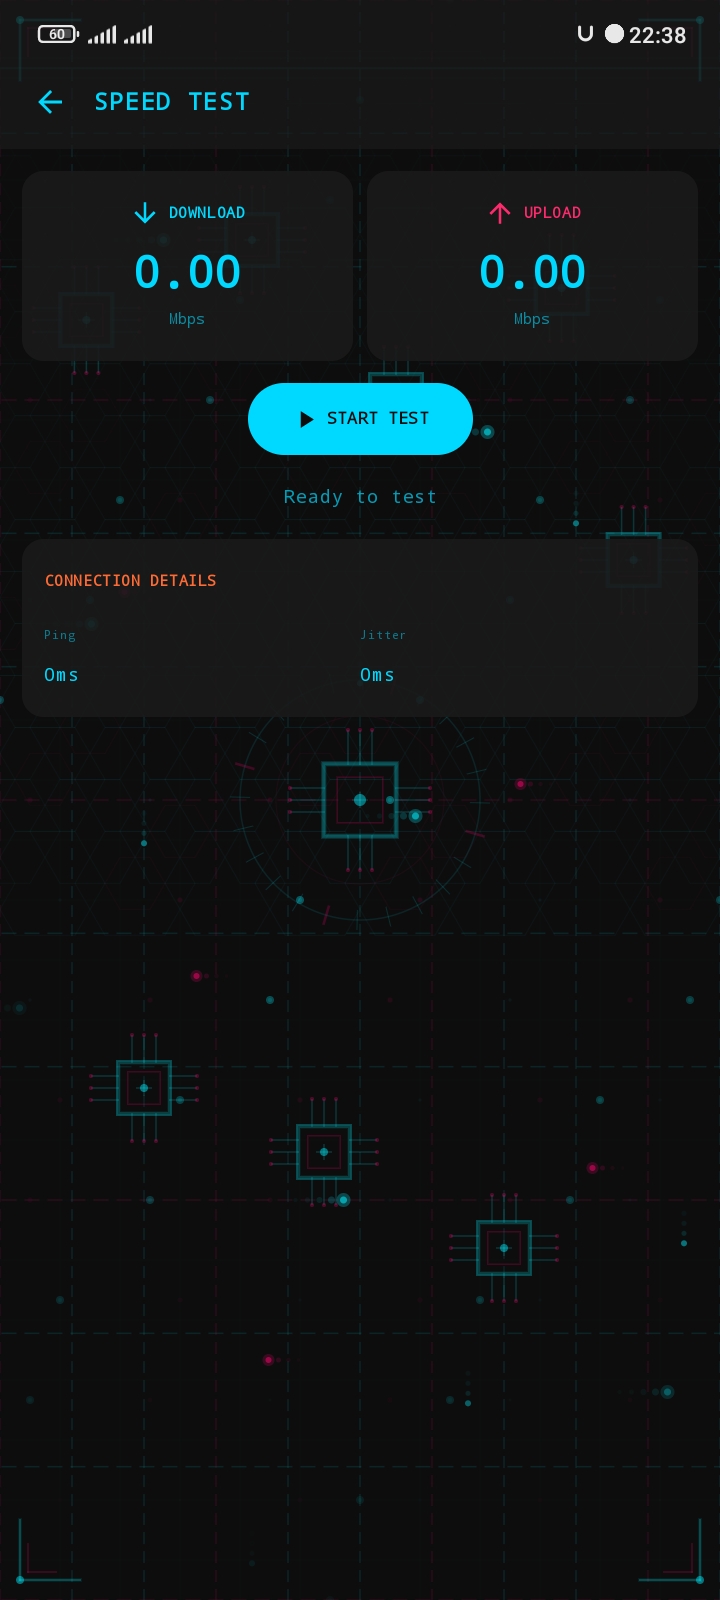 60
22:38
SPEED TEST
DOWNLOAD
0.00
Mbps
UPLOAD
0.00
Mbps
START TEST
Ready to test
CONNECTION DETAILS
Ping
0ms
Jitter
0ms